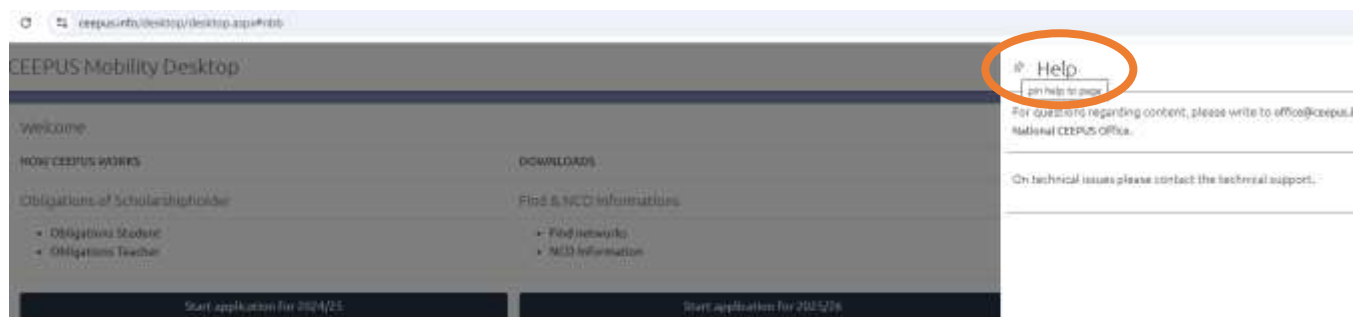 ceepus.info/desktop/desktop.aspx#nbb
CEEPUS Mobility Desktop
Welcome
HOW CEEPUS WORKS
Obligations of Scholarshipholder
• Obligations Student
• Obligations Teacher
Start application for 2024/25
DOWNLOADS
Find & NCD Informations
• Find networks
• NCD Information
Start application for 2025/26
Help
pin help to page
For questions regarding content, please write to office@ceepus.i
National CEEPUS Office.
On technical issues please contact the technical support.